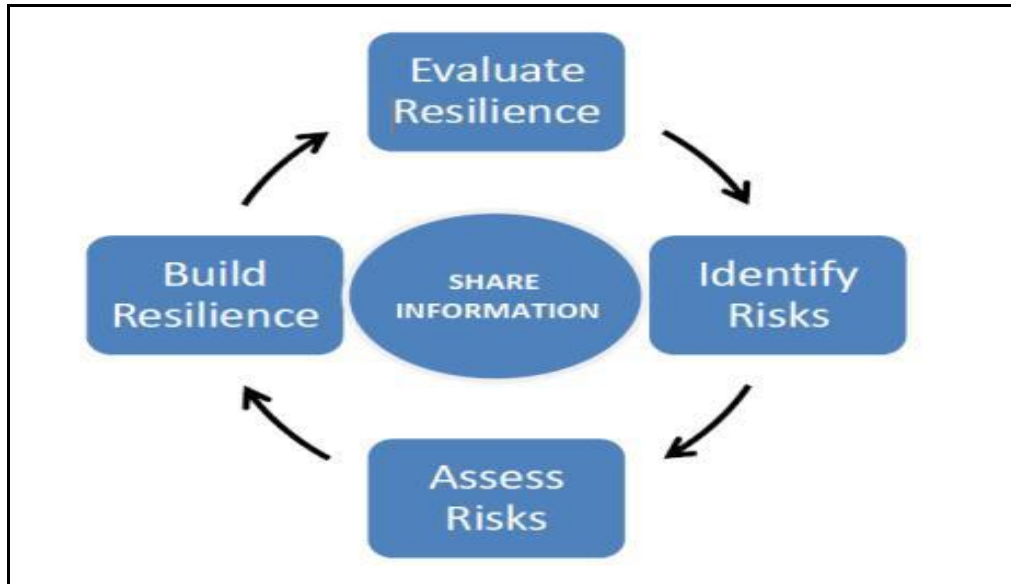 Evaluate
Resilience
Build
Resilience
SHARE
INFORMATION
Identify
Risks
Assess
Risks